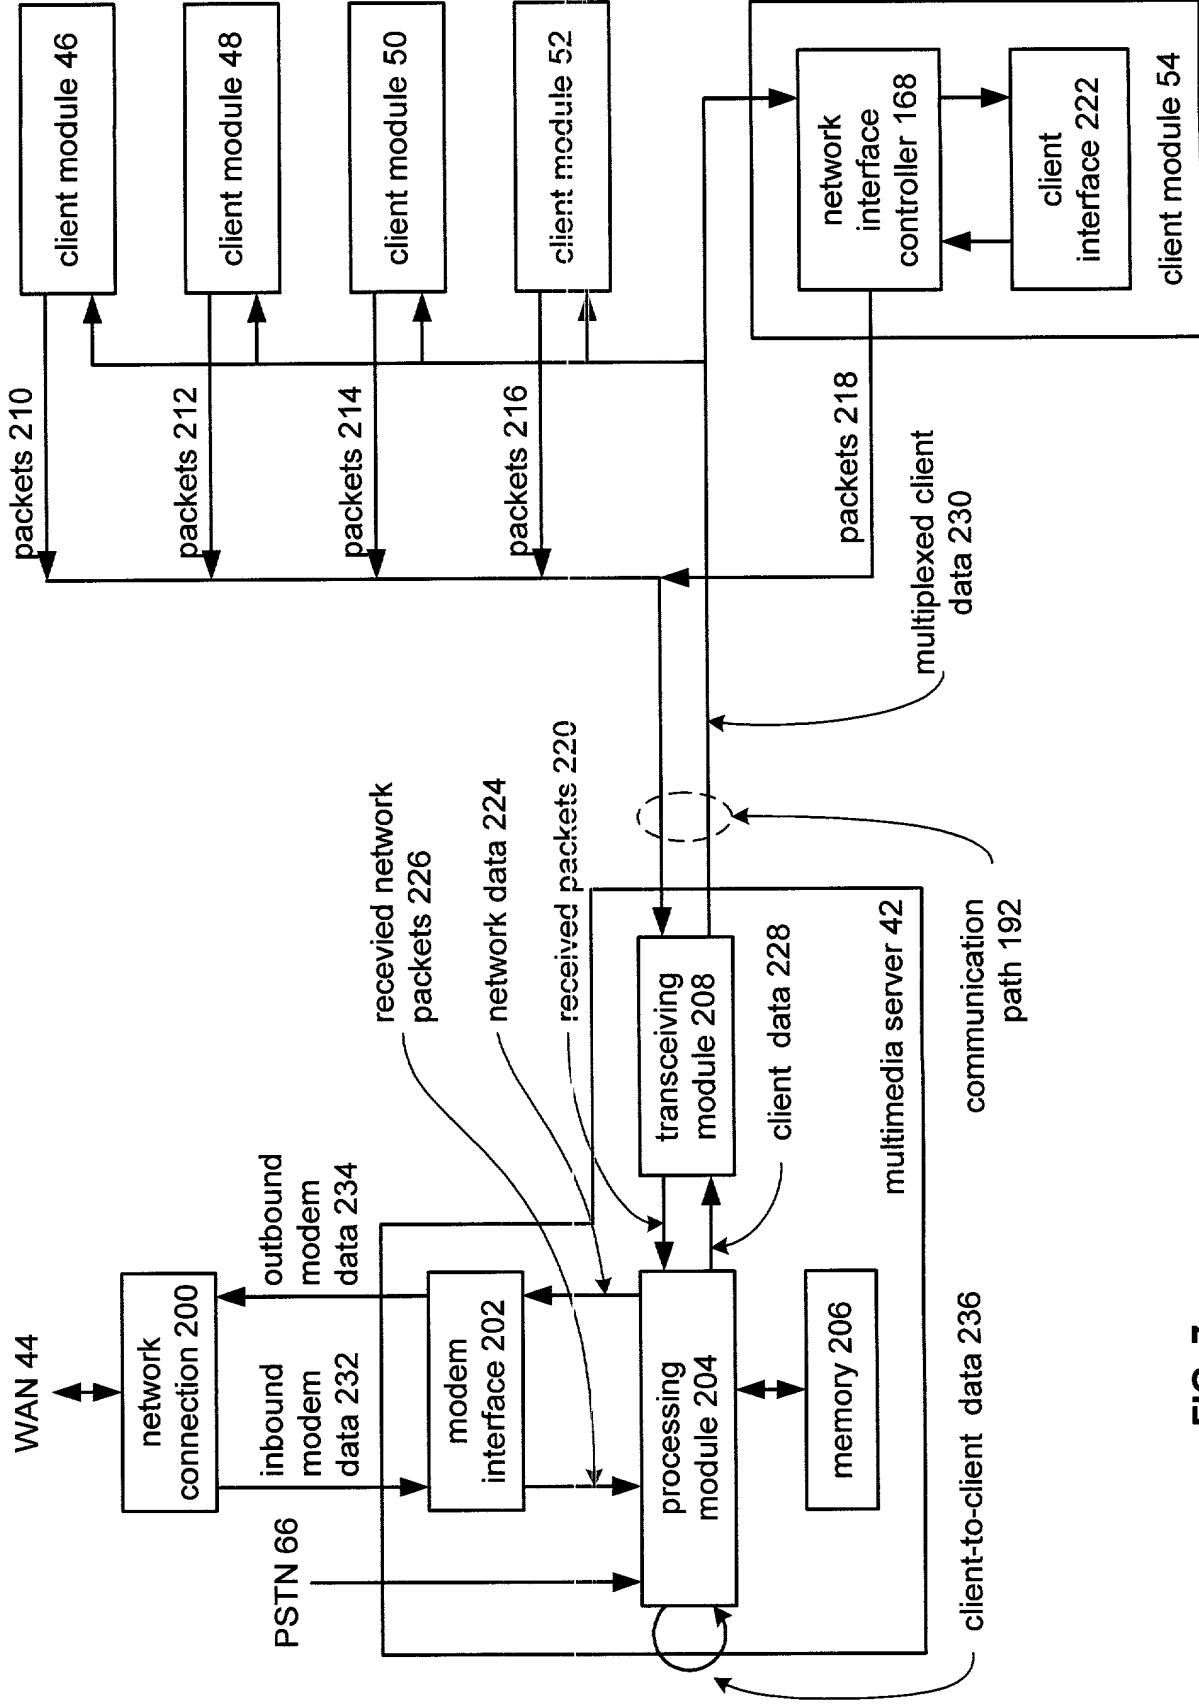 WAN 44
network
connection 200
inbound
modem
data 232
outbound
modem
data 234
PSTN 66
modem
interface 202
processing
module 204
memory 206
client-to-client data 236
recevied network
packets 226
network data 224
received packets 220
transceiving
module 208
client data 228
multimedia server 42
communication
path 192
multiplexed client
data 230
packets 210
packets 212
packets 214
packets 216
packets 218
client module 46
client module 48
client module 50
client module 52
network
interface
controller 168
client
interface 222
client module 54